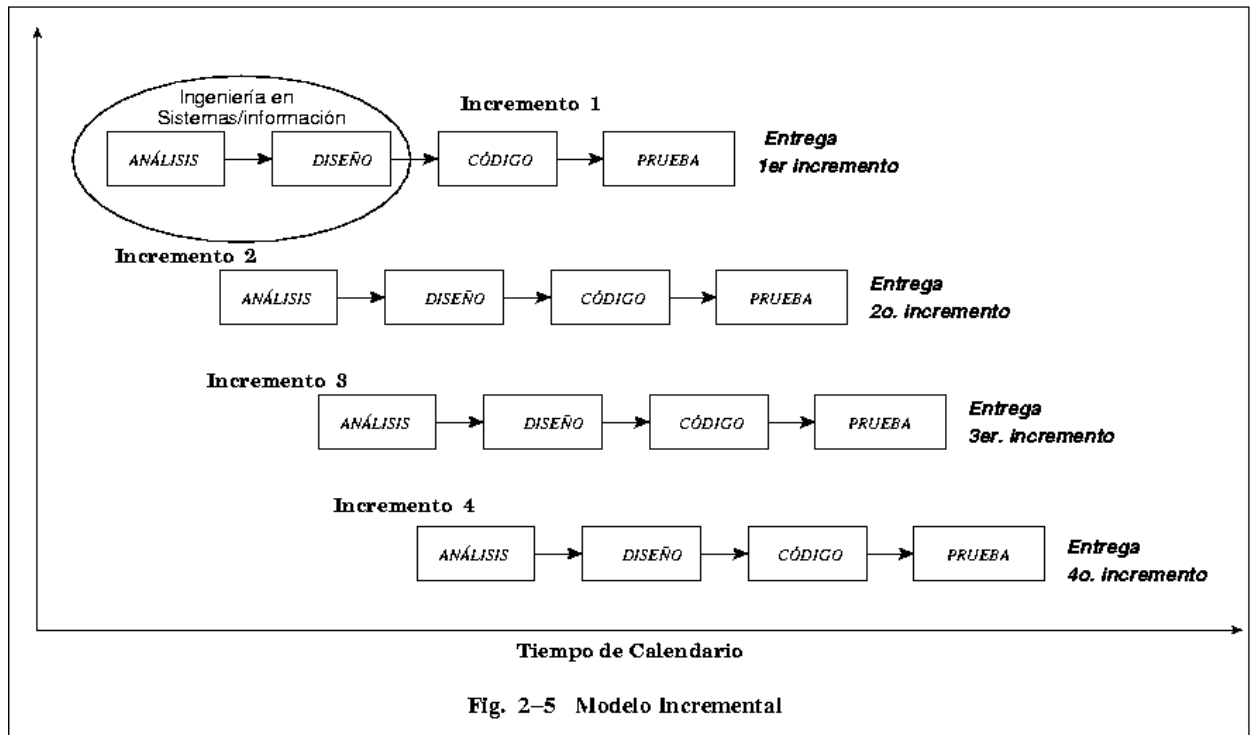 Ingeniería en
Sistemas/información
Incremento 1
ANÁLISIS
DISEÑO
CÓDIGO
PRUEBA
Entrega
1er incremento
Incremento 2
ANÁLISIS
DISEÑO
CÓDIGO
PRUEBA
Entrega
2o. incremento
Incremento 3
ANÁLISIS
DISEÑO
CÓDIGO
PRUEBA
Entrega
3er. incremento
Incremento 4
ANÁLISIS
DISEÑO
CÓDIGO
PRUEBA
Entrega
4o. incremento
Tiempo de Calendario
Fig. 2–5 Modelo Incremental